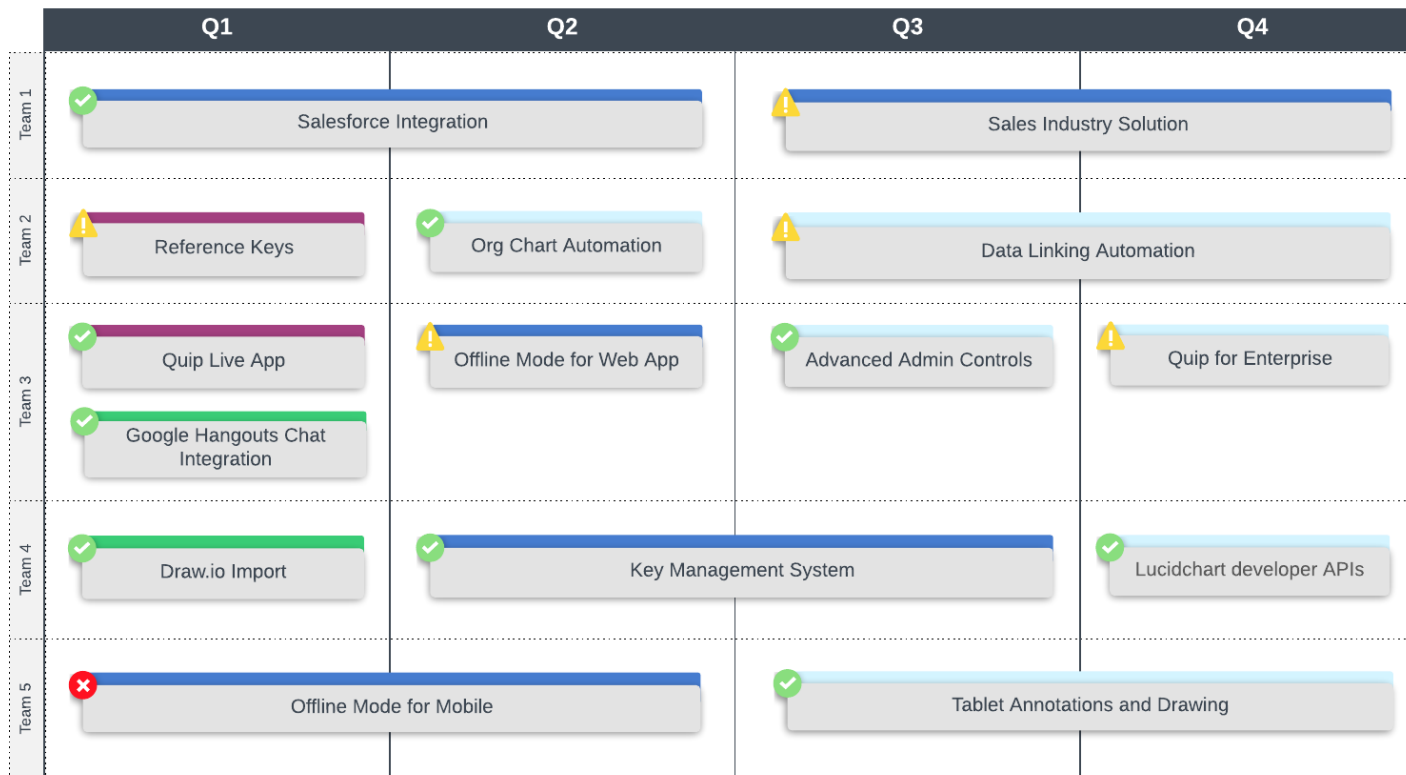 Q1 Q2 Q3 Q4
Team 1
Salesforce Integration
Sales Industry Solution
Team 2
Reference Keys
Org Chart Automation
Data Linking Automation
Team 3
Quip Live App
Offline Mode for Web App
Advanced Admin Controls
Quip for Enterprise
Google Hangouts Chat
Integration
Team 4
Draw.io Import
Key Management System
Lucidchart developer APIs
Team 5
Offline Mode for Mobile
Tablet Annotations and Drawing